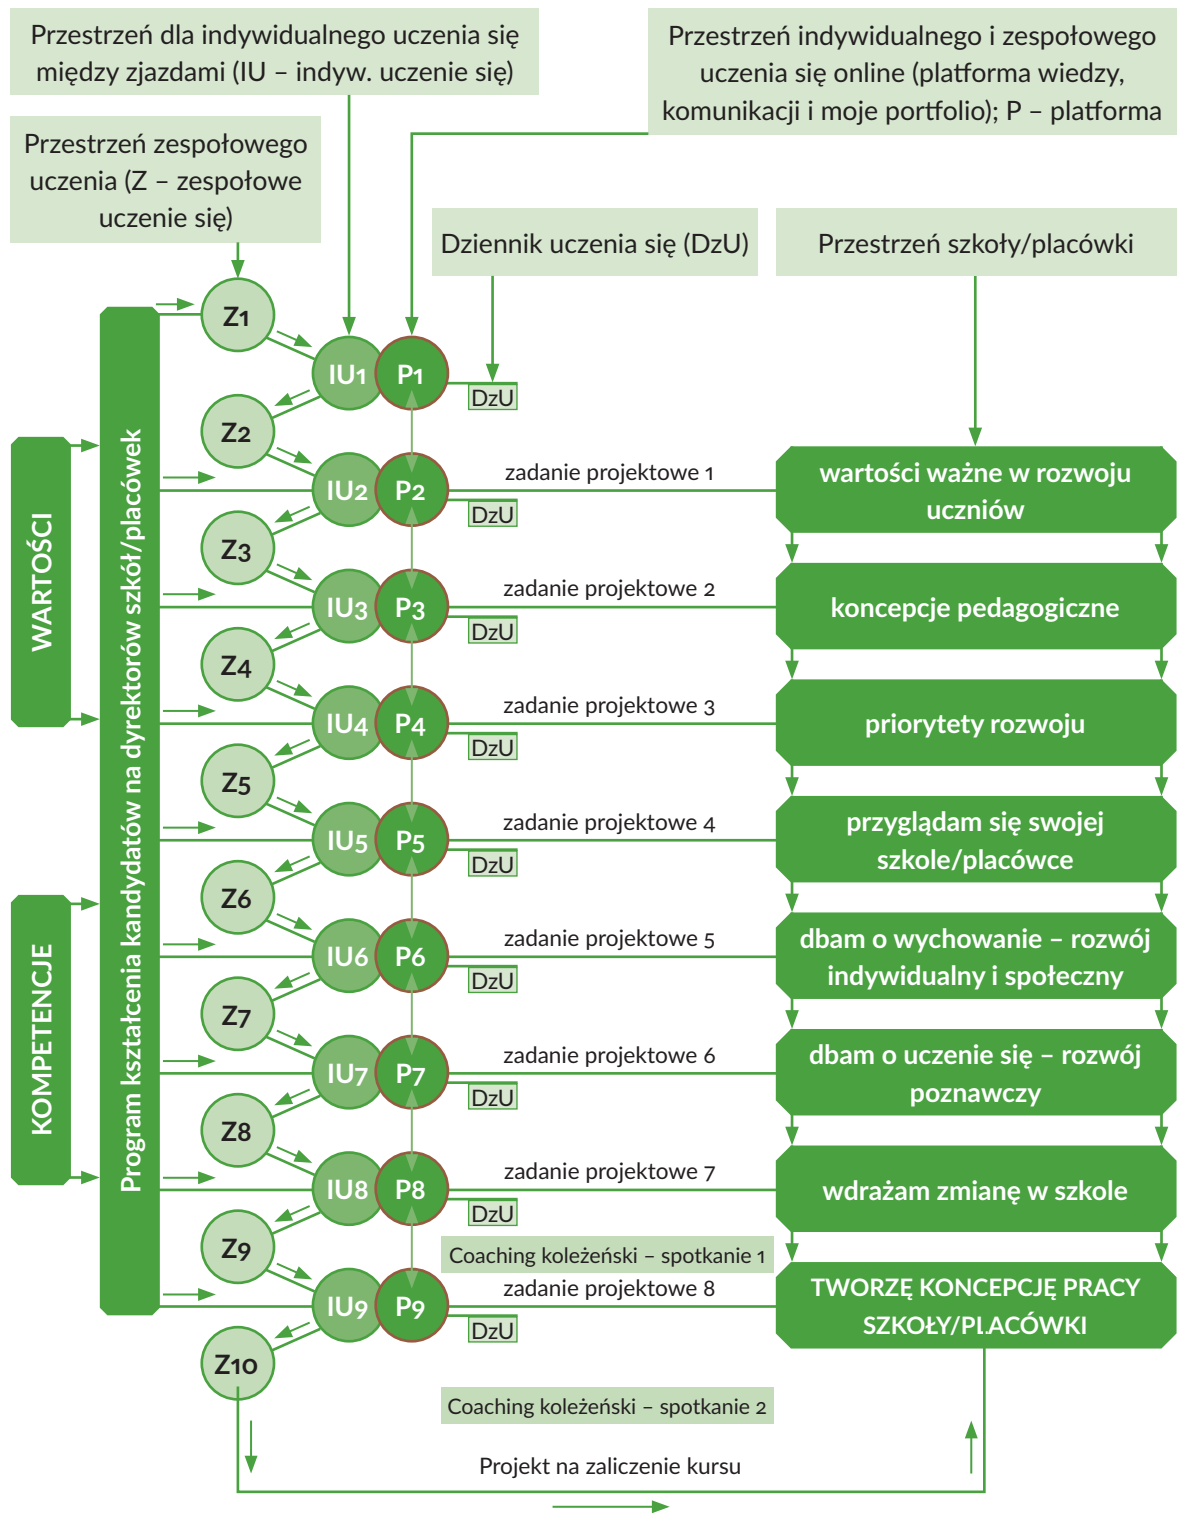 Przestrzeń dla indywidualnego uczenia się
między zjazdami (IU – indyw. uczenie się)
Przestrzeń indywidualnego i zespołowego
uczenia się online (platforma wiedzy,
komunikacji i moje portfolio); P – platforma
Przestrzeń zespołowego
uczenia (Z – zespołowe
uczenie się)
Dziennik uczenia się (DzU)
Przestrzeń szkoły/placówki
WARTOŚCI
KOMPETENCJE
Program kształcenia kandydatów na dyrektorów szkół/placówek
Z1
IU1
P1
DzU
Z2
IU2
P2
zadanie projektowe 1
DzU
wartości ważne w rozwoju
uczniów
Z3
IU3
P3
zadanie projektowe 2
DzU
koncepcje pedagogiczne
Z4
IU4
P4
zadanie projektowe 3
DzU
priorytety rozwoju
Z5
IU5
P5
zadanie projektowe 4
DzU
przyglądam się swojej
szkole/placówce
Z6
IU6
P6
zadanie projektowe 5
DzU
dbam o wychowanie – rozwój
indywidualny i społeczny
Z7
IU7
P7
zadanie projektowe 6
DzU
dbam o uczenie się – rozwój
poznawczy
Z8
IU8
P8
zadanie projektowe 7
DzU
wdrażam zmianę w szkole
Z9
Coaching koleżeński – spotkanie 1
IU9
P9
zadanie projektowe 8
DzU
TWORZĘ KONCEPCJĘ PRACY
SZKOŁY/PLACÓWKI
Z10
Coaching koleżeński – spotkanie 2
Projekt na zaliczenie kursu